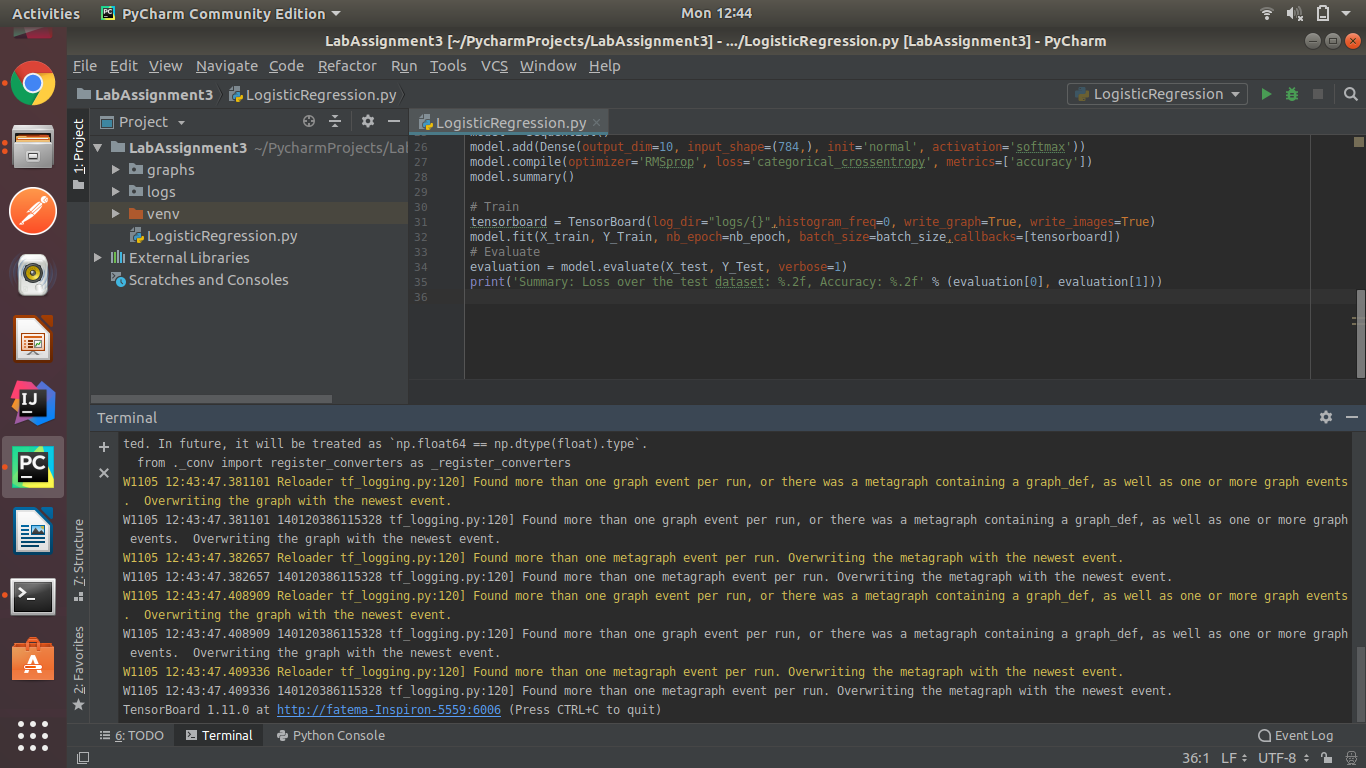 Activities PyCharm Community Edition Mon 12:44
LabAssignment3 [~/PycharmProjects/LabAssignment3] - .../LogisticRegression.py [LabAssignment3] - PyCharm
File Edit View Navigate Code Refactor Run Tools VCS Window Help
LabAssignment3 LogisticRegression.py LogisticRegression
1: Project
Project
LogisticRegression.py
LabAssignment3 ~/PycharmProjects/La
graphs
logs
venv
LogisticRegression.py
External Libraries
Scratches and Consoles
26 model.add(Dense(output_dim=10, input_shape=(784,), init='normal', activation='softmax'))
27 model.compile(optimizer='RMSprop', loss='categorical_crossentropy', metrics=['accuracy'])
28 model.summary()
29
30 # Train
31 tensorboard = TensorBoard(log_dir="logs/{}",histogram_freq=0, write_graph=True, write_images=True)
32 model.fit(X_train, Y_Train, nb_epoch=nb_epoch, batch_size=batch_size,callbacks=[tensorboard])
33 # Evaluate
34 evaluation = model.evaluate(X_test, Y_Test, verbose=1)
35 print('Summary: Loss over the test dataset: %.2f, Accuracy: %.2f' % (evaluation[0], evaluation[1]))
36
Terminal
ted. In future, it will be treated as `np.float64 == np.dtype(float).type`.
from ._conv import register_converters as _register_converters
W1105 12:43:47.381101 Reloader tf_logging.py:120] Found more than one graph event per run, or there was a metagraph containing a graph_def, as well as one or more graph events
. Overwriting the graph with the newest event.
W1105 12:43:47.381101 140120386115328 tf_logging.py:120] Found more than one graph event per run, or there was a metagraph containing a graph_def, as well as one or more graph
events. Overwriting the graph with the newest event.
W1105 12:43:47.382657 Reloader tf_logging.py:120] Found more than one metagraph event per run. Overwriting the metagraph with the newest event.
W1105 12:43:47.382657 140120386115328 tf_logging.py:120] Found more than one metagraph event per run. Overwriting the metagraph with the newest event.
W1105 12:43:47.408909 Reloader tf_logging.py:120] Found more than one graph event per run, or there was a metagraph containing a graph_def, as well as one or more graph events
. Overwriting the graph with the newest event.
W1105 12:43:47.408909 140120386115328 tf_logging.py:120] Found more than one graph event per run, or there was a metagraph containing a graph_def, as well as one or more graph
events. Overwriting the graph with the newest event.
W1105 12:43:47.409336 Reloader tf_logging.py:120] Found more than one metagraph event per run. Overwriting the metagraph with the newest event.
W1105 12:43:47.409336 140120386115328 tf_logging.py:120] Found more than one metagraph event per run. Overwriting the metagraph with the newest event.
TensorBoard 1.11.0 at http://fatema-Inspiron-5559:6006 (Press CTRL+C to quit)
7: Structure
2: Favorites
6: TODO Terminal Python Console Event Log
36:1 LF UTF-8